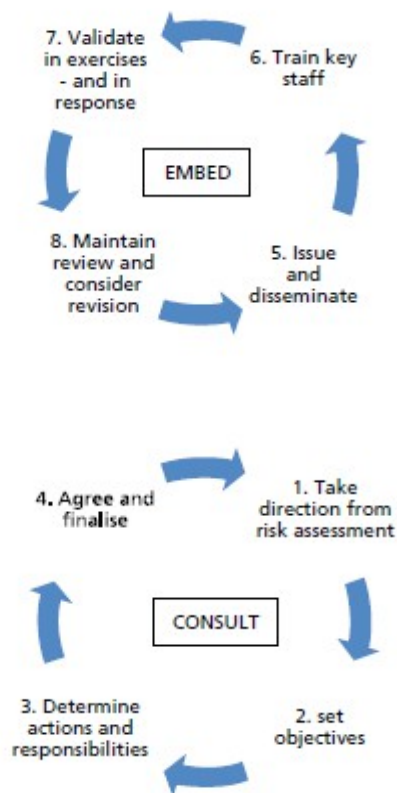 7. Validate
in exercises
- and in
response
6. Train key
staff
EMBED
8. Maintain
review and
consider
revision
5. Issue
and
disseminate
4. Agree and
finalise
1. Take
direction from
risk assessment
CONSULT
3. Determine
actions and
responsibilities
2. set
objectives